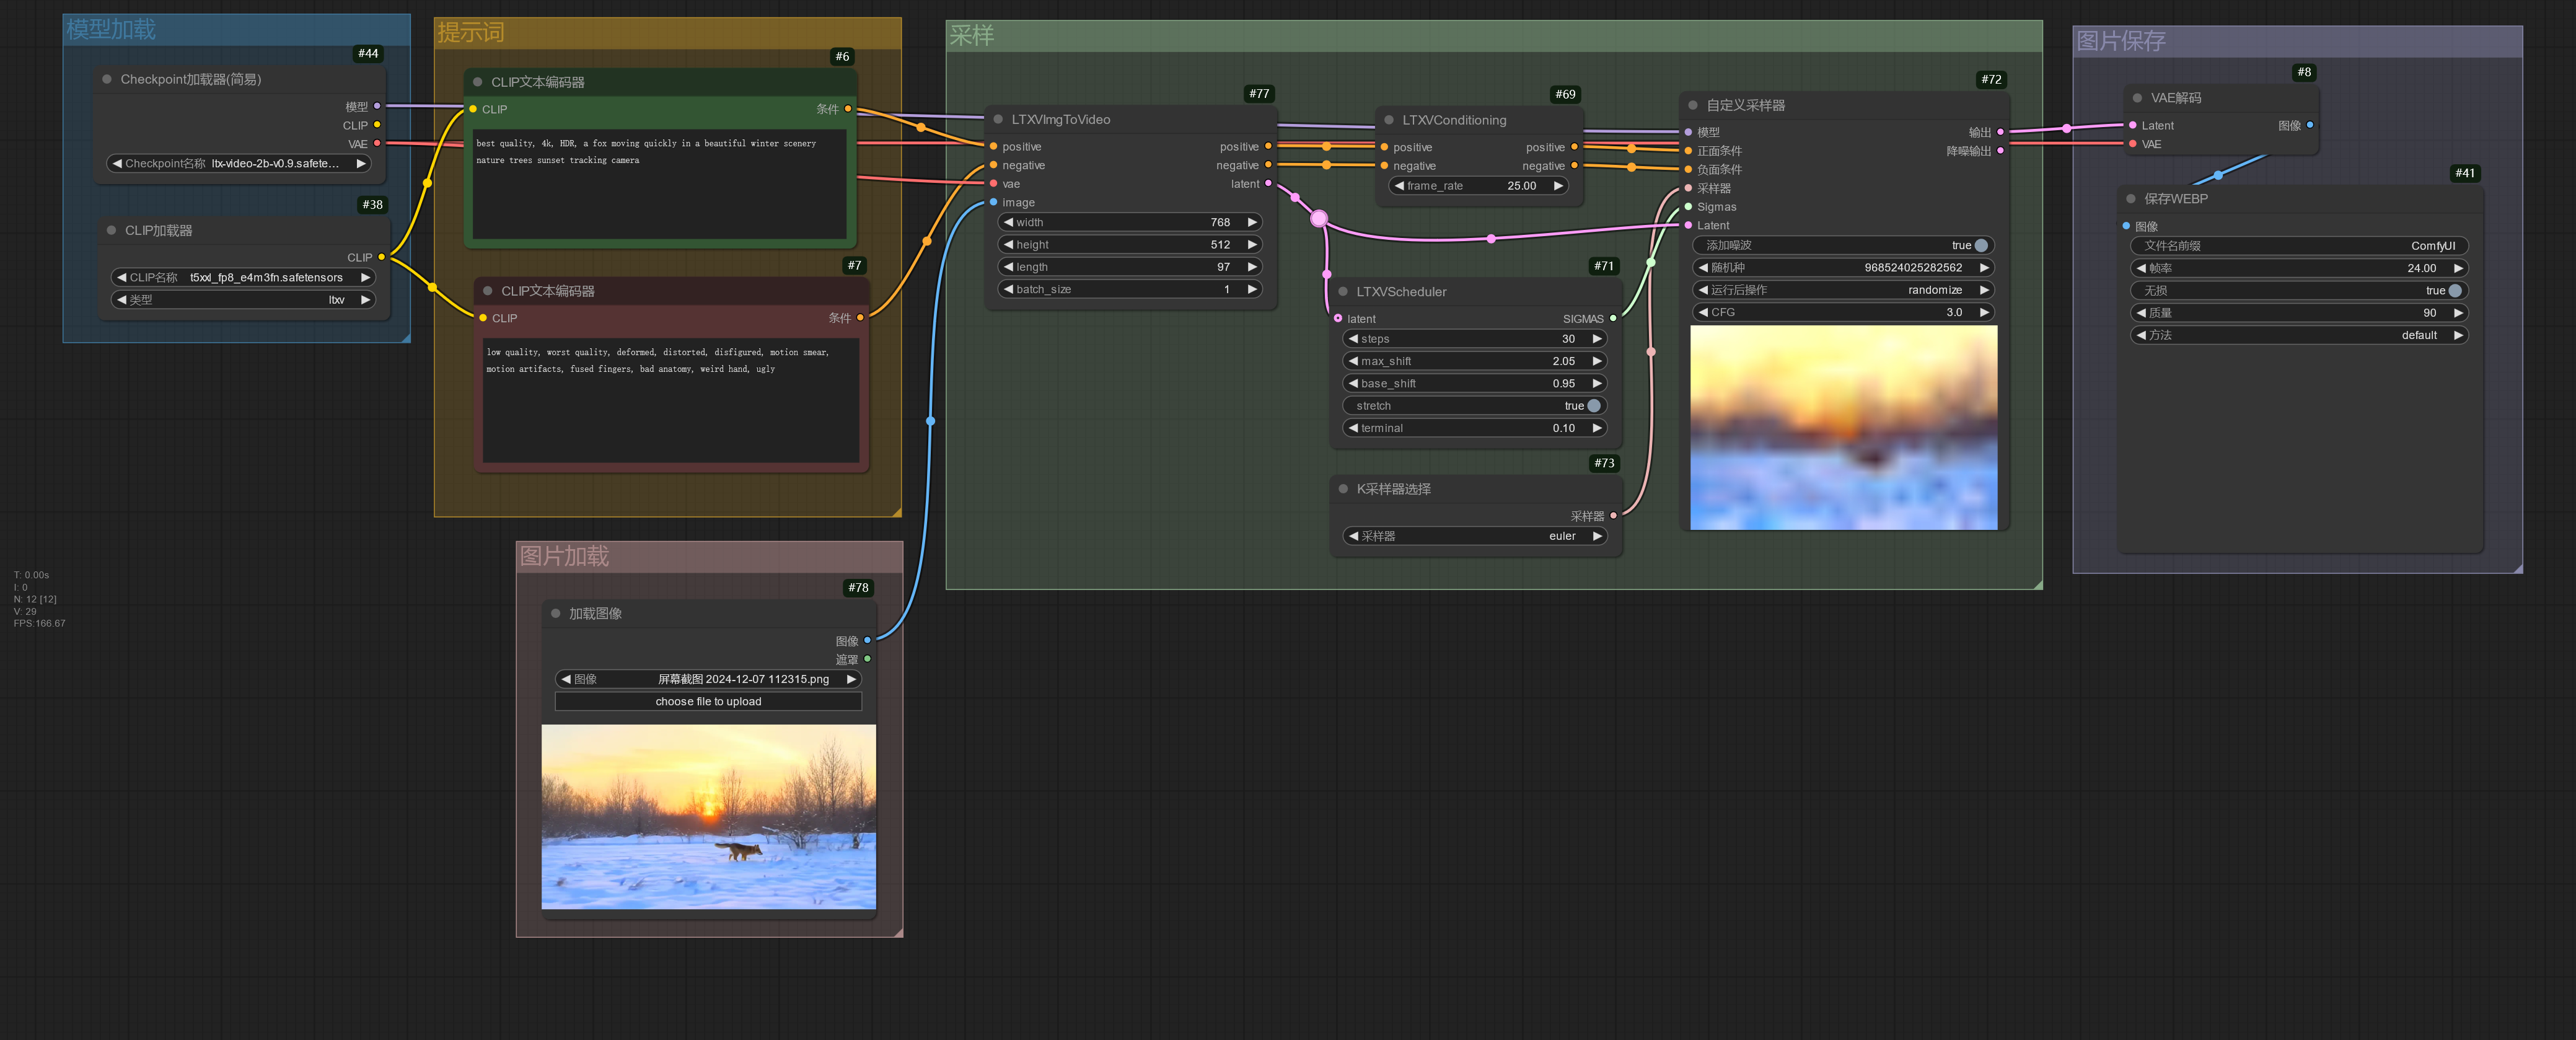 模型加载
#44
Checkpoint加载器(简易)
模型
CLIP
VAE
Checkpoint名称 ltx-video-2b-v0.9.safete...
#38
CLIP加载器
CLIP
CLIP名称 t5xxl_fp8_e4m3fn.safetensors
类型 ltxv
提示词
#6
CLIP文本编码器
CLIP 条件
best quality, 4k, HDR, a fox moving quickly in a beautiful winter scenery
nature trees sunset tracking camera
#7
CLIP文本编码器
CLIP 条件
low quality, worst quality, deformed, distorted, disfigured, motion smear,
motion artifacts, fused fingers, bad anatomy, weird hand, ugly
图片加载
#78
加载图像
图像
遮罩
图像 屏幕截图 2024-12-07 112315.png
choose file to upload
采样
#77
LTXVImgToVideo
positive positive
negative negative
vae latent
image
width 768
height 512
length 97
batch_size 1
#69
LTXVConditioning
positive positive
negative negative
frame_rate 25.00
#71
LTXVScheduler
latent SIGMAS
steps 30
max_shift 2.05
base_shift 0.95
stretch true
terminal 0.10
#73
K采样器选择
采样器
采样器 euler
#72
自定义采样器
模型 输出
正面条件 降噪输出
负面条件
采样器
Sigmas
Latent
添加噪波 true
随机种 968524025282562
运行后操作 randomize
CFG 3.0
图片保存
#8
VAE解码
Latent 图像
VAE
#41
保存WEBP
图像
文件名前缀 ComfyUI
帧率 24.00
无损 true
质量 90
方法 default
T: 0.00s
I: 0
N: 12 [12]
V: 29
FPS:166.67